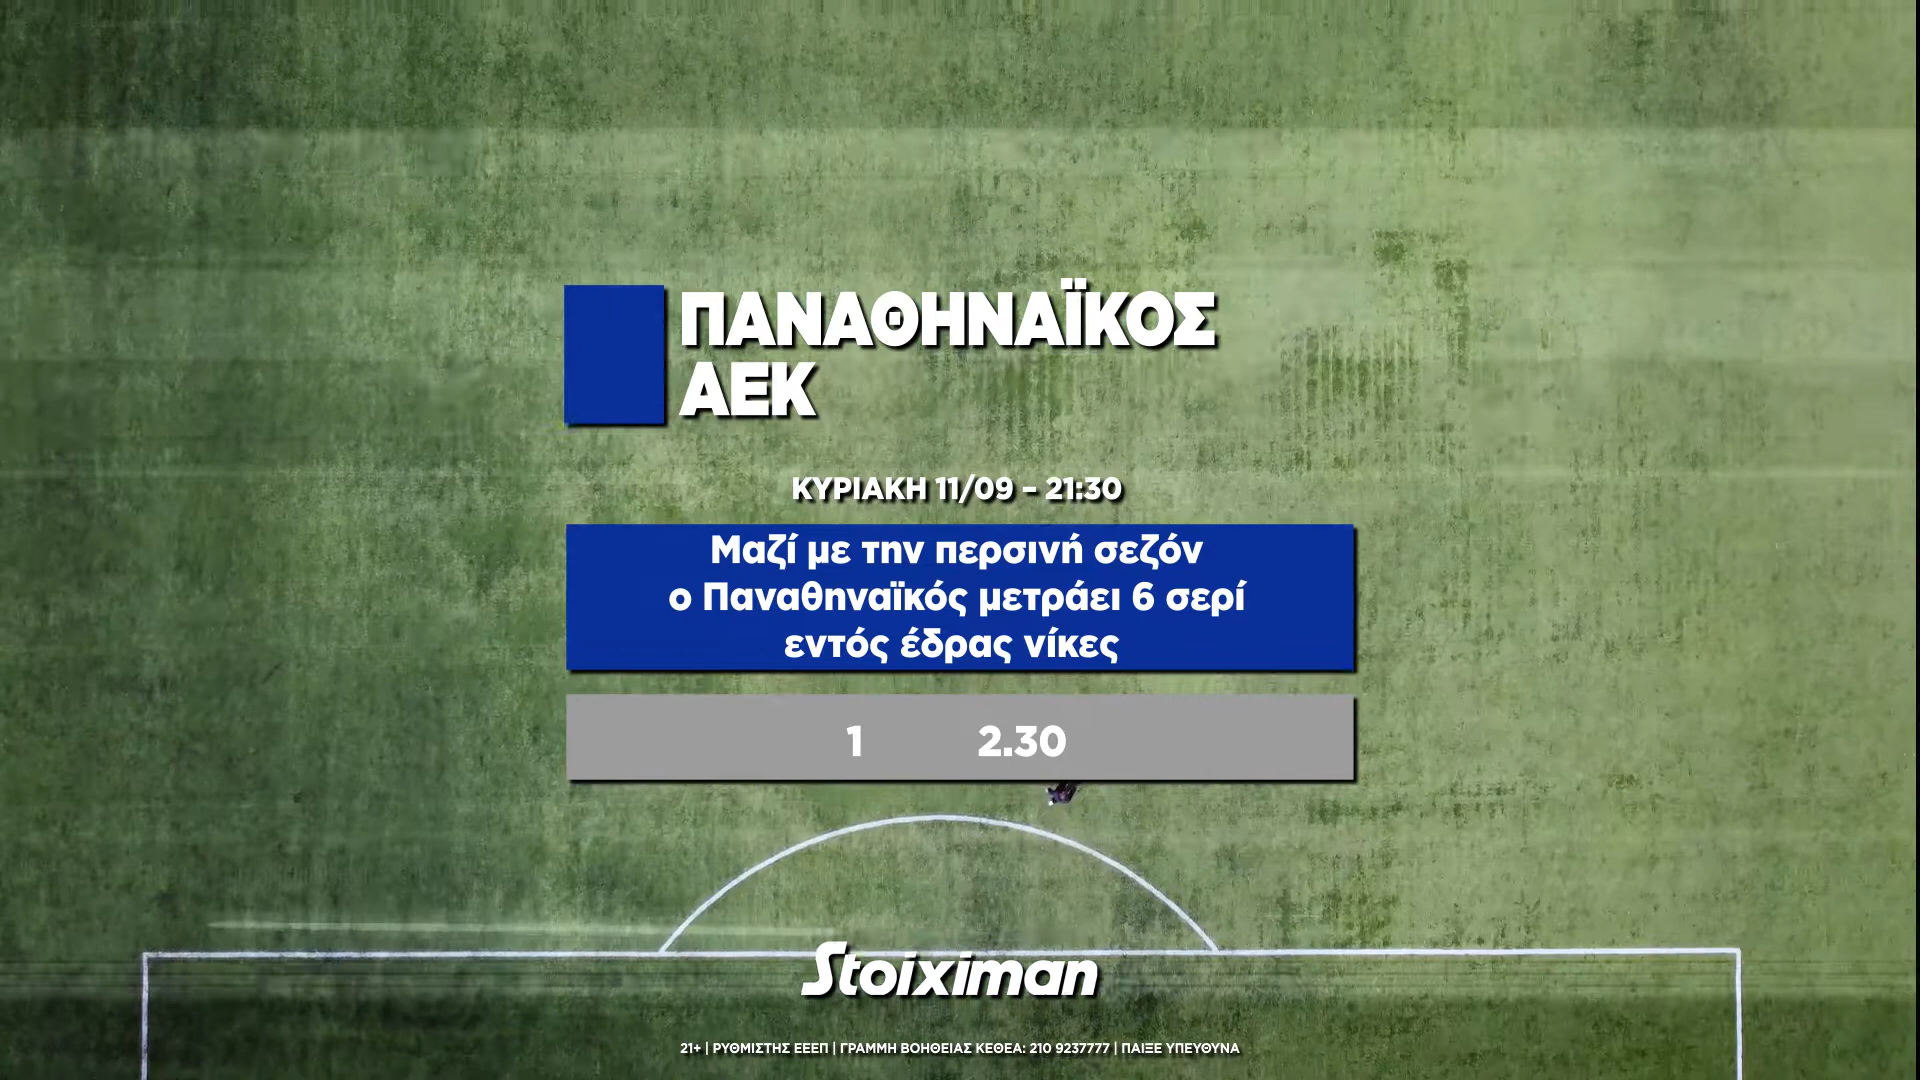 ΠΑΝΑΘΗΝΑΪΚΟΣ
ΑΕΚ
ΚΥΡΙΑΚΗ 11/09 - 21:30
Μαζί με την περσινή σεζόν
ο Παναθηναϊκός μετράει 6 σερί
εντός έδρας νίκες
1 2.30
Stoiximan
21+ | ΡΥΘΜΙΣΤΗΣ ΕΕΕΠ | ΓΡΑΜΜΗ ΒΟΗΘΕΙΑΣ ΚΕΘΕΑ: 210 9237777 | ΠΑΙΞΕ ΥΠΕΥΘΥΝΑ